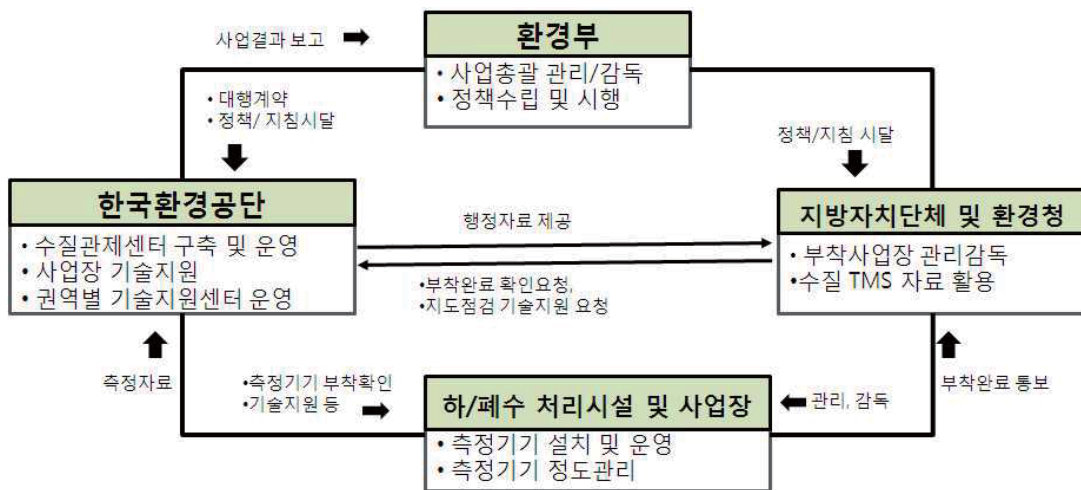 사업결과 보고
환경부
• 사업총괄 관리/감독
• 정책수립 및 시행
• 대행계약
• 정책/ 지침시달
정책/지침 시달
한국환경공단
• 수질관제센터 구축 및 운영
• 사업장 기술지원
• 권역별 기술지원센터 운영
행정자료 제공
•부착완료 확인요청,
•지도점검 기술지원 요청
지방자치단체 및 환경청
• 부착사업장 관리감독
•수질 TMS 자료 활용
측정자료
•측정기기 부착확인
•기술지원 등
하/폐수 처리시설 및 사업장
• 측정기기 설치 및 운영
• 측정기기 정도관리
관리, 감독
부착완료 통보